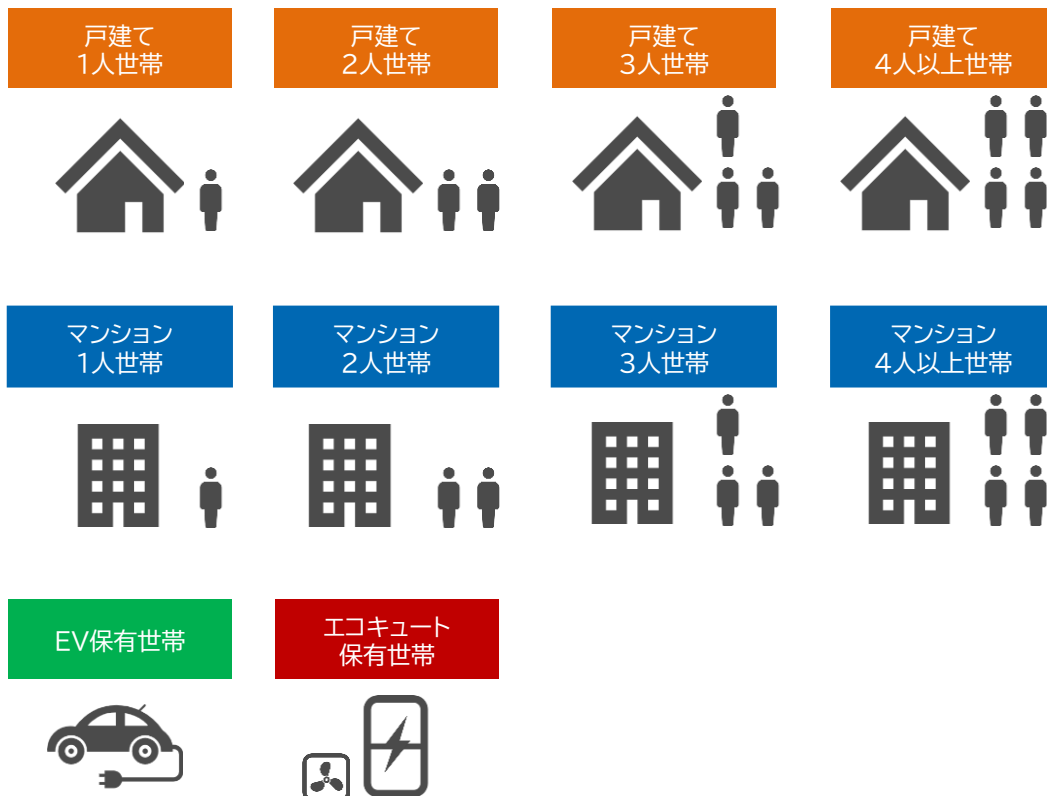 戸建て
1人世帯
戸建て
2人世帯
戸建て
3人世帯
戸建て
4人以上世帯
マンション
1人世帯
マンション
2人世帯
マンション
3人世帯
マンション
4人以上世帯
EV保有世帯
エコキュート
保有世帯